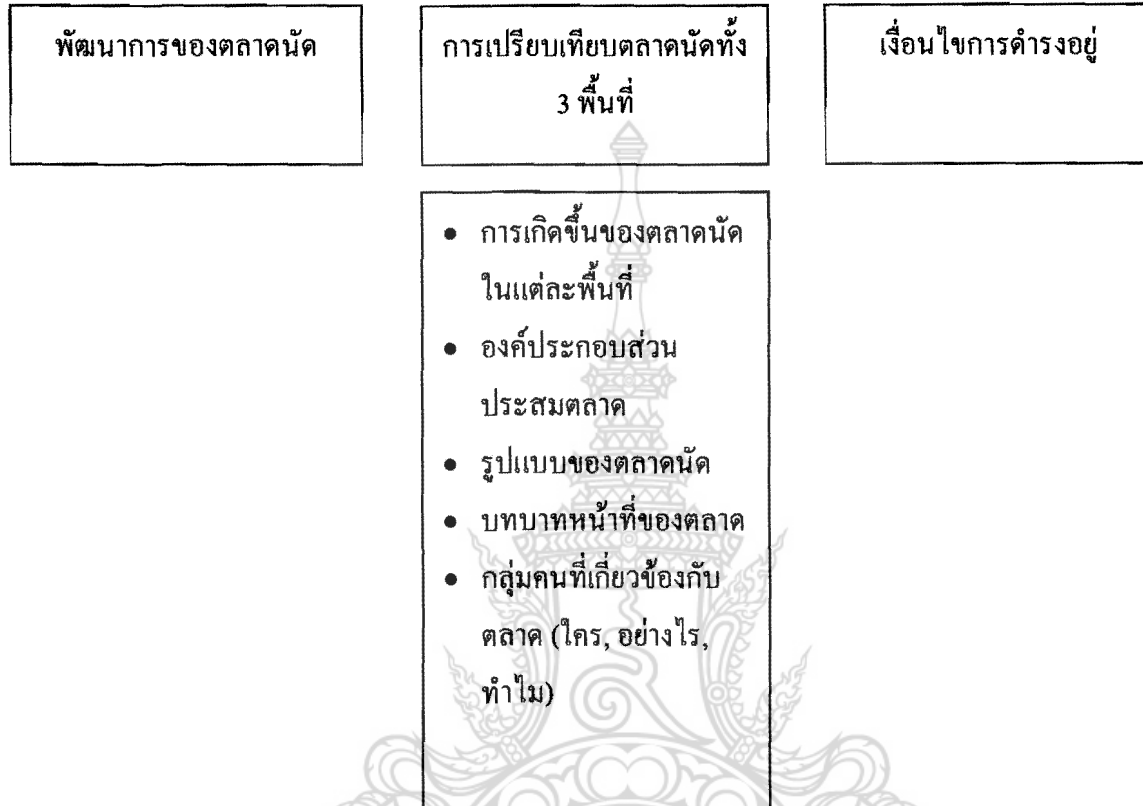 พัฒนาการของตลาดนัด
การเปรียบเทียบตลาดนัดทั้ง
3 พื้นที่
เงื่อนไขการดำรงอยู่
• การเกิดขึ้นของตลาดนัด
ในแต่ละพื้นที่
• องค์ประกอบส่วน
ประสมตลาด
• รูปแบบของตลาดนัด
• บทบาทหน้าที่ของตลาด
• กลุ่มคนที่เกี่ยวข้องกับ
ตลาด (ใคร, อย่างไร,
ทำไม)